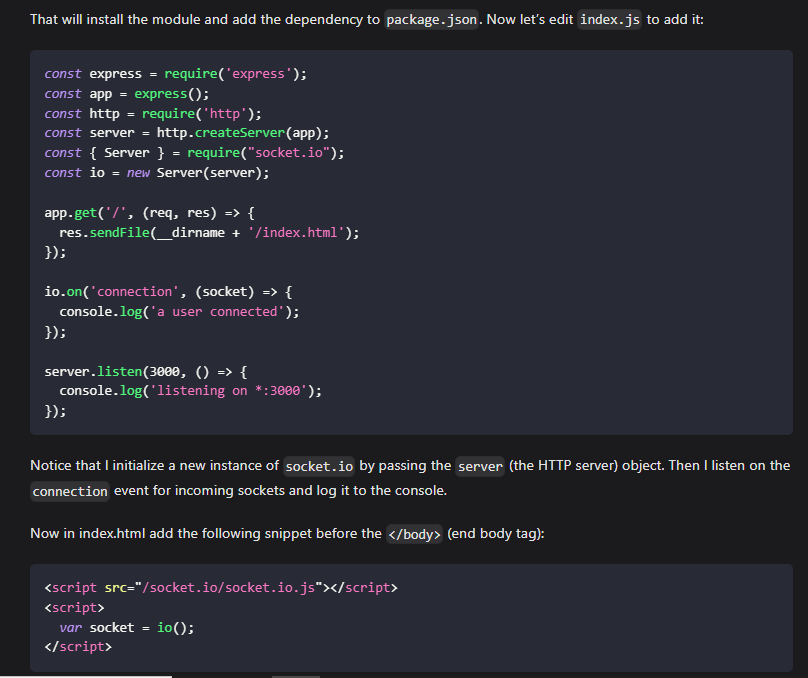 That will install the module and add the dependency to package.json. Now let’s edit index.js to add it:
const express = require('express');
const app = express();
const http = require('http');
const server = http.createServer(app);
const { Server } = require("socket.io");
const io = new Server(server);
app.get('/', (req, res) => {
  res.sendFile(__dirname + '/index.html');
});
io.on('connection', (socket) => {
  console.log('a user connected');
});
server.listen(3000, () => {
  console.log('listening on *:3000');
});
Notice that I initialize a new instance of socket.io by passing the server (the HTTP server) object. Then I listen on the
connection event for incoming sockets and log it to the console.
Now in index.html add the following snippet before the </body> (end body tag):
<script src="/socket.io/socket.io.js"></script>
<script>
  var socket = io();
</script>